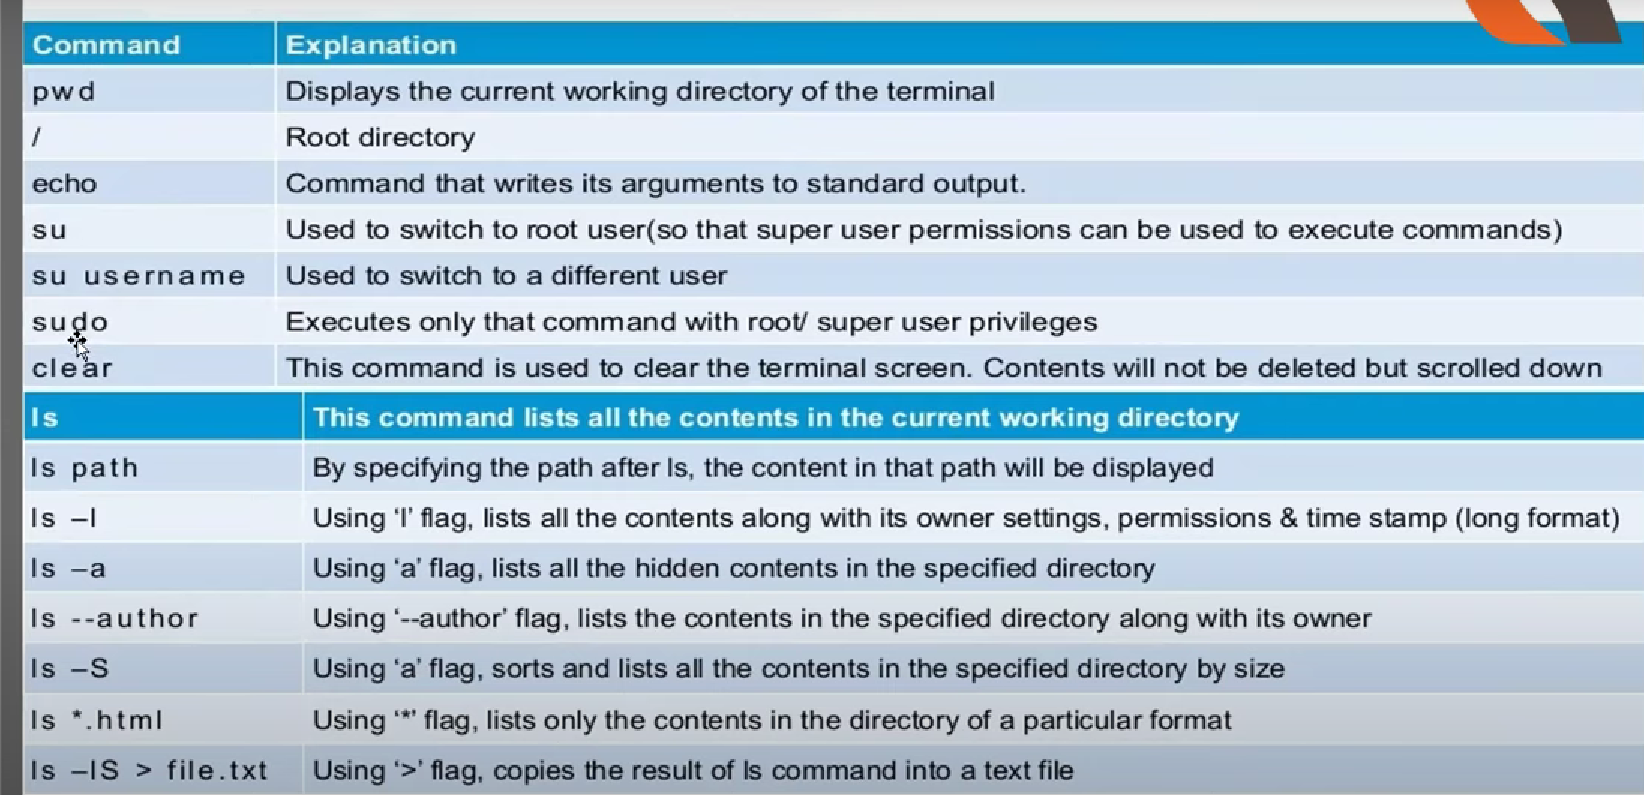 Command Explanation
pwd Displays the current working directory of the terminal
/ Root directory
echo Command that writes its arguments to standard output.
su Used to switch to root user(so that super user permissions can be used to execute commands)
su username Used to switch to a different user
sudo Executes only that command with root/ super user privileges
clear This command is used to clear the terminal screen. Contents will not be deleted but scrolled down
ls This command lists all the contents in the current working directory
ls path By specifying the path after ls, the content in that path will be displayed
ls –l Using ‘l’ flag, lists all the contents along with its owner settings, permissions & time stamp (long format)
ls –a Using ‘a’ flag, lists all the hidden contents in the specified directory
ls --author Using ‘--author’ flag, lists the contents in the specified directory along with its owner
ls –S Using ‘a’ flag, sorts and lists all the contents in the specified directory by size
ls *.html Using ‘*’ flag, lists only the contents in the directory of a particular format
ls –lS > file.txt Using ‘>’ flag, copies the result of ls command into a text file